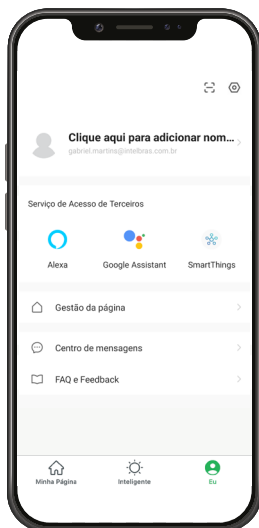 Clique aqui para adicionar nom...
gabriel.martins@intelbras.com.br
Serviço de Acesso de Terceiros
Alexa Google Assistant SmartThings
Gestão da página
Centro de mensagens
FAQ e Feedback
Minha Página Inteligente Eu